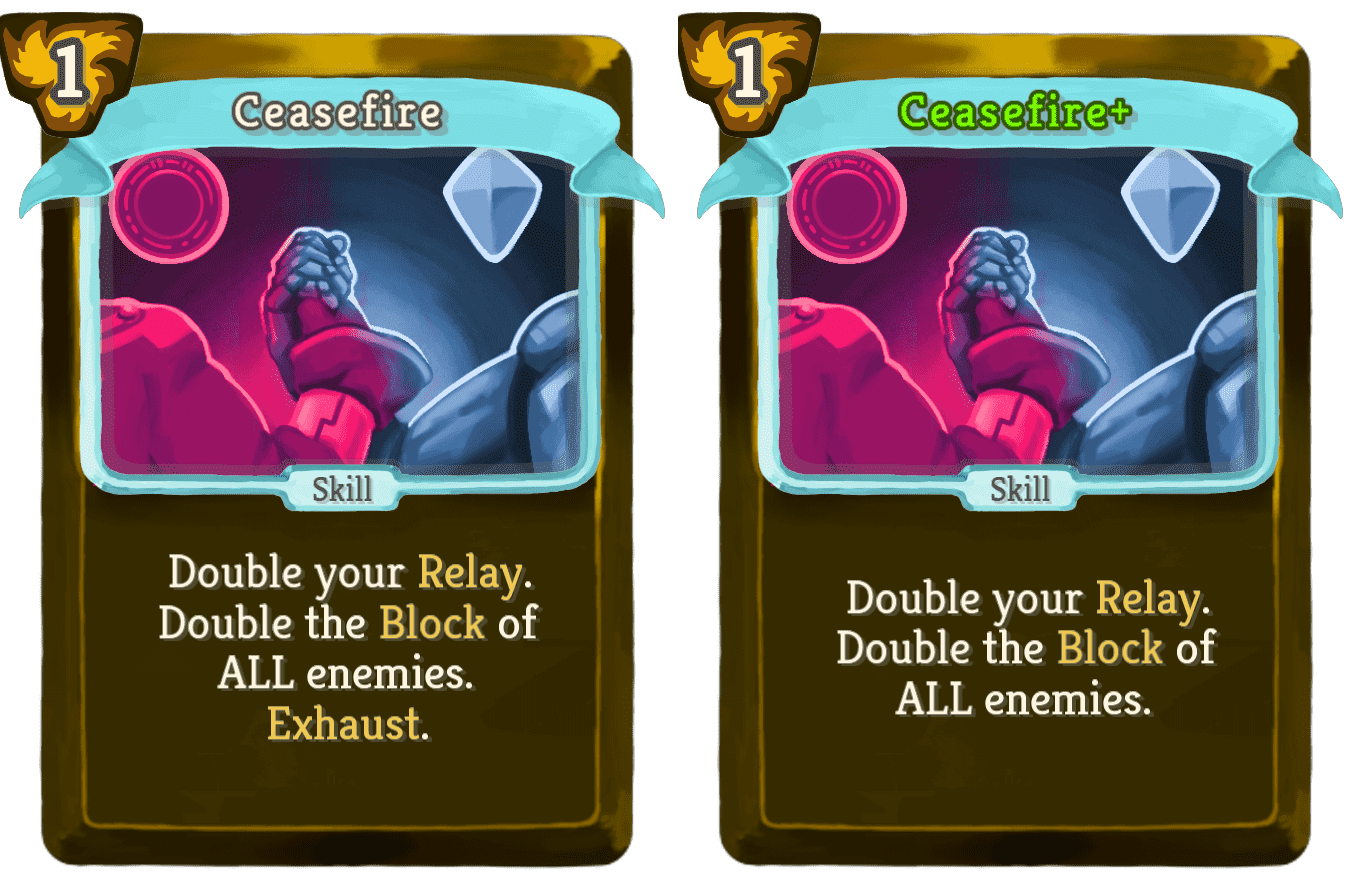 1
Ceasefire
Skill
Double your Relay.
Double the Block of
ALL enemies.
Exhaust.
1
Ceasefire+
Skill
Double your Relay.
Double the Block of
ALL enemies.